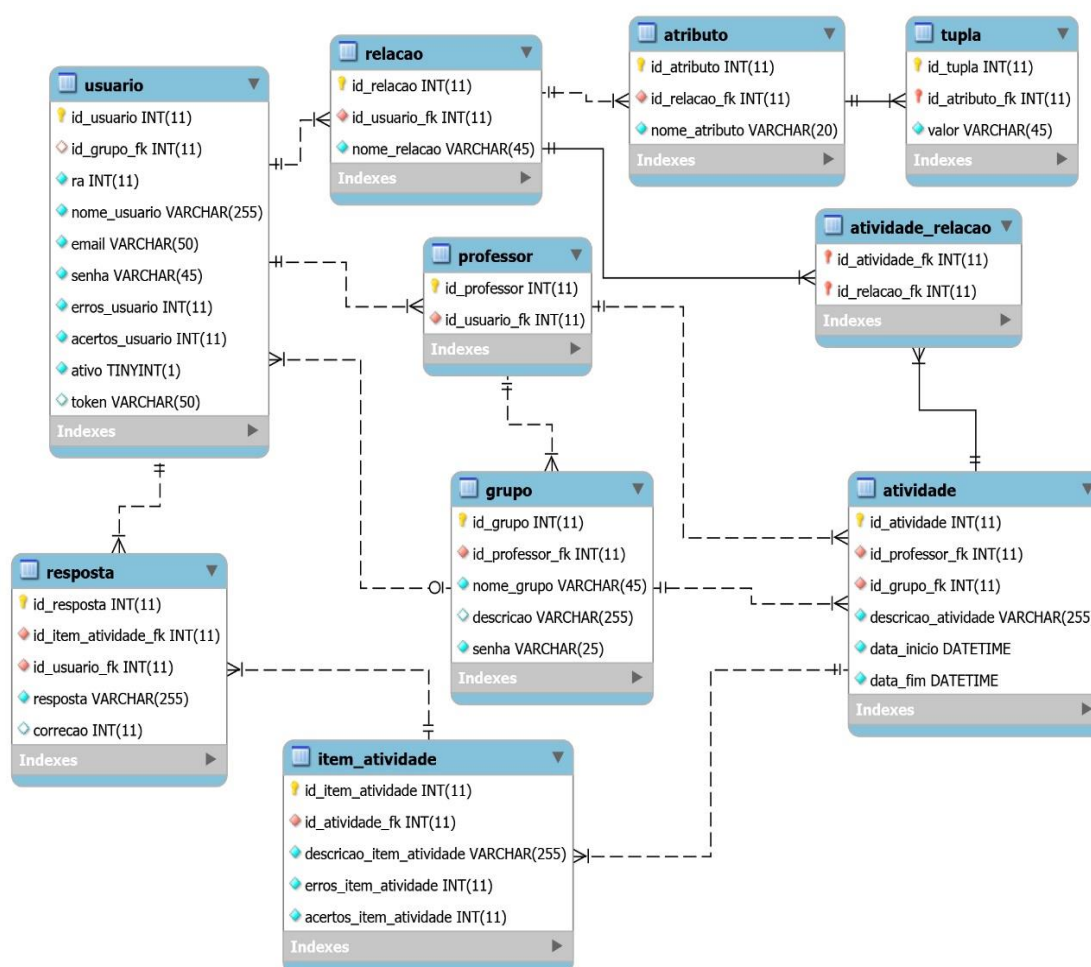 usuario
id_usuario INT(11)
id_grupo_fk INT(11)
ra INT(11)
nome_usuario VARCHAR(255)
email VARCHAR(50)
senha VARCHAR(45)
erros_usuario INT(11)
acertos_usuario INT(11)
ativo TINYINT(1)
token VARCHAR(50)
Indexes
relacao
id_relacao INT(11)
id_usuario_fk INT(11)
nome_relacao VARCHAR(45)
Indexes
atributo
id_atributo INT(11)
id_relacao_fk INT(11)
nome_atributo VARCHAR(20)
Indexes
tupla
id_tupla INT(11)
id_atributo_fk INT(11)
valor VARCHAR(45)
Indexes
atividade_relacao
id_atividade_fk INT(11)
id_relacao_fk INT(11)
Indexes
professor
id_professor INT(11)
id_usuario_fk INT(11)
Indexes
grupo
id_grupo INT(11)
id_professor_fk INT(11)
nome_grupo VARCHAR(45)
descricao VARCHAR(255)
senha VARCHAR(25)
Indexes
atividade
id_atividade INT(11)
id_professor_fk INT(11)
id_grupo_fk INT(11)
descricao_atividade VARCHAR(255
data_inicio DATETIME
data_fim DATETIME
Indexes
resposta
id_resposta INT(11)
id_item_atividade_fk INT(11)
id_usuario_fk INT(11)
resposta VARCHAR(255)
correcao INT(11)
Indexes
item_atividade
id_item_atividade INT(11)
id_atividade_fk INT(11)
descricao_item_atividade VARCHAR(255)
erros_item_atividade INT(11)
acertos_item_atividade INT(11)
Indexes